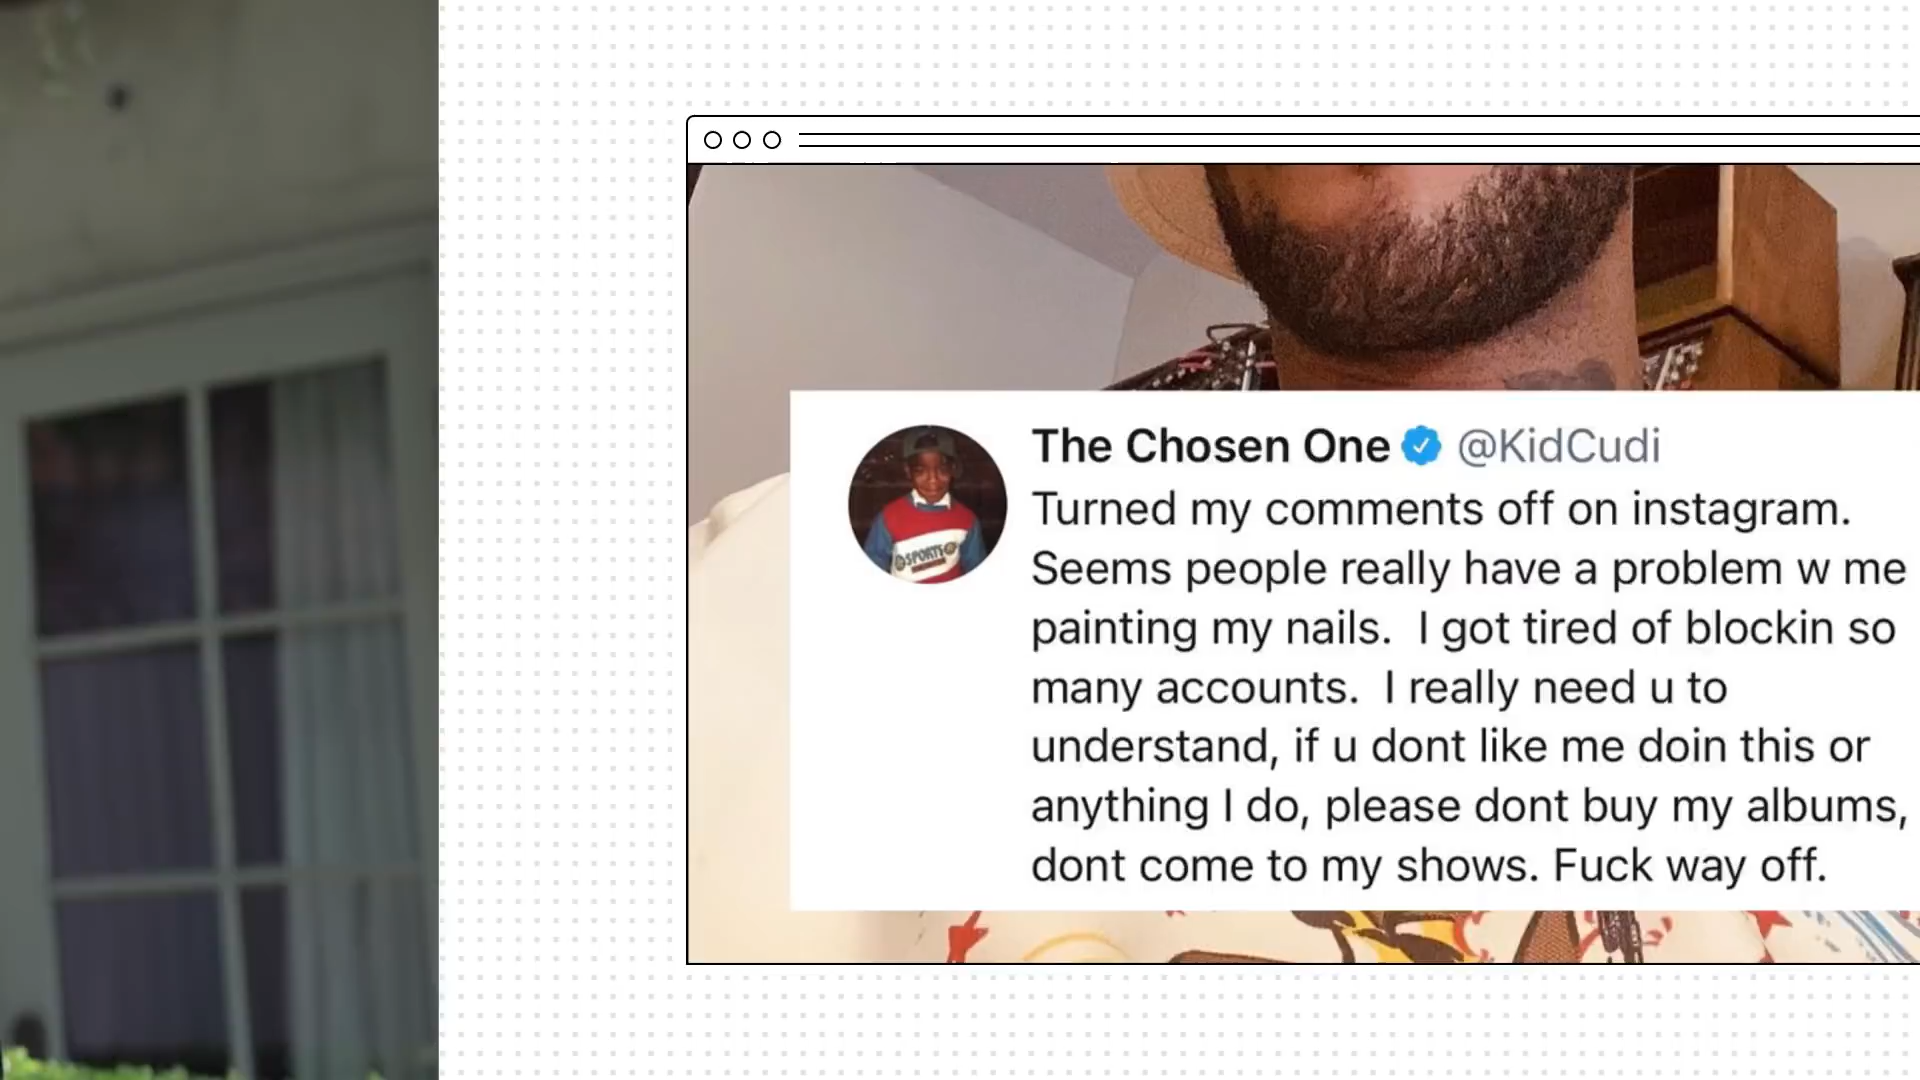 The Chosen One @KidCudi
Turned my comments off on instagram.
Seems people really have a problem w me
painting my nails.  I got tired of blockin so
many accounts.  I really need u to
understand, if u dont like me doin this or
anything I do, please dont buy my albums,
dont come to my shows. Fuck way off.
SPORTS